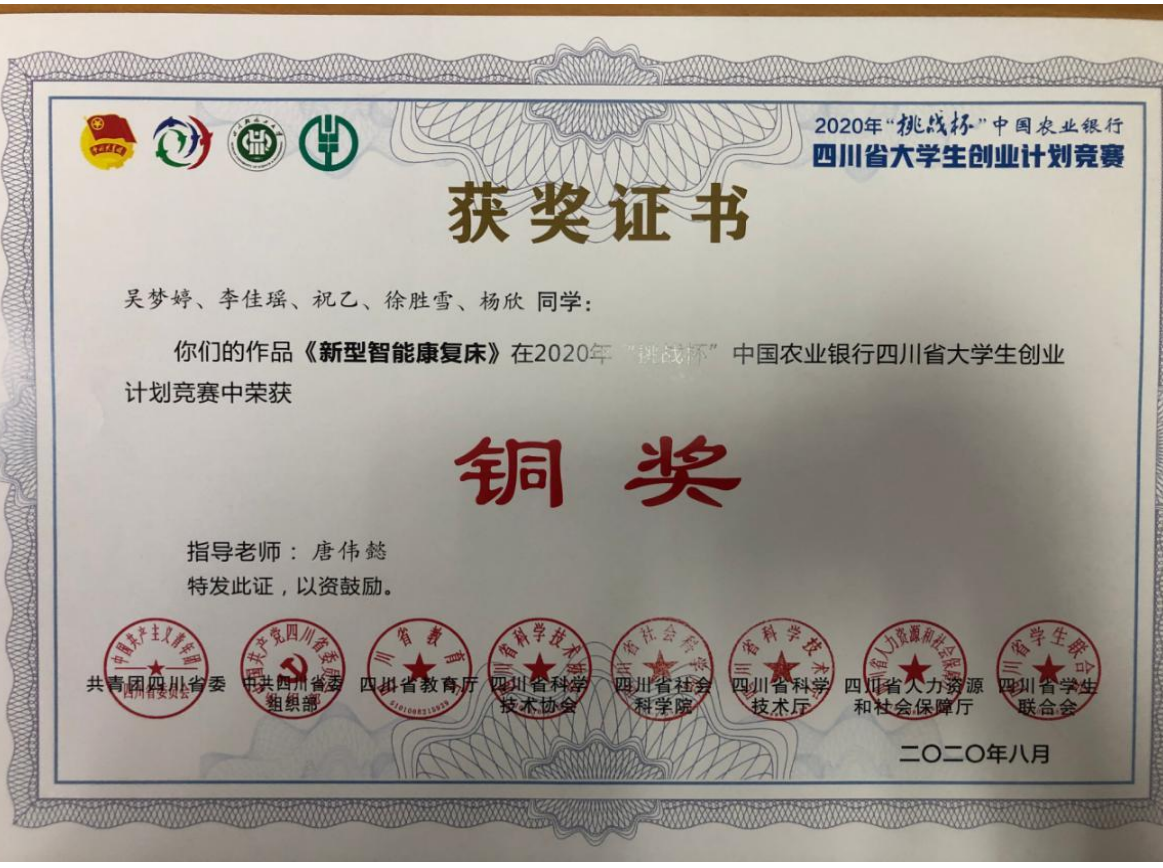 2020年“挑战杯”中国农业银行
四川省大学生创业计划竞赛
获奖证书
吴梦婷、李佳瑶、祝乙、徐胜雪、杨欣 同学：
你们的作品《新型智能康复床》在2020年“挑战杯”中国农业银行四川省大学生创业
计划竞赛中荣获
铜奖
指导老师：唐伟懿
特发此证，以资鼓励。
共青团四川省委 中共四川省委 四川省教育厅 四川省科学 四川省社会 四川省科学 四川省人力资源 四川省学生
组织部 技术协会 科学院 技术厅 和社会保障厅 联合会
二〇二〇年八月